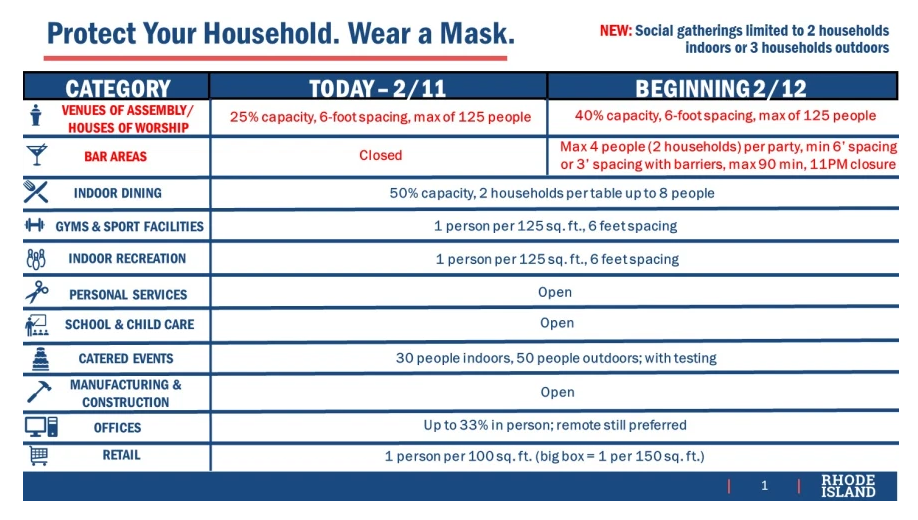 Protect Your Household. Wear a Mask.
NEW: Social gatherings limited to 2 households
indoors or 3 households outdoors
CATEGORY TODAY – 2/11 BEGINNING 2/12
VENUES OF ASSEMBLY/
HOUSES OF WORSHIP
25% capacity, 6-foot spacing, max of 125 people
40% capacity, 6-foot spacing, max of 125 people
BAR AREAS
Closed
Max 4 people (2 households) per party, min 6' spacing
or 3' spacing with barriers, max 90 min, 11PM closure
INDOOR DINING
50% capacity, 2 households per table up to 8 people
GYMS & SPORT FACILITIES
1 person per 125 sq. ft., 6 feet spacing
INDOOR RECREATION
1 person per 125 sq. ft., 6 feet spacing
PERSONAL SERVICES
Open
SCHOOL & CHILD CARE
Open
CATERED EVENTS
30 people indoors, 50 people outdoors; with testing
MANUFACTURING &
CONSTRUCTION
Open
OFFICES
Up to 33% in person; remote still preferred
RETAIL
1 person per 100 sq. ft. (big box = 1 per 150 sq. ft.)
1
RHODE
ISLAND